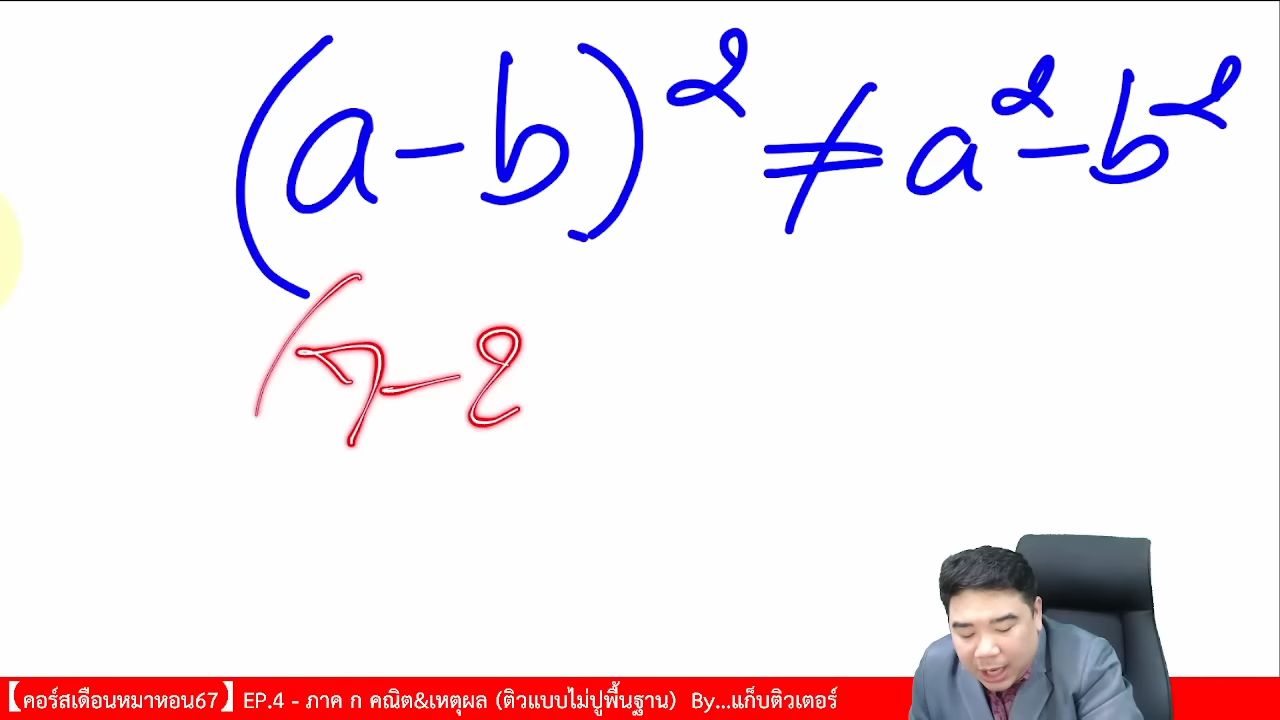 (a-b)² ≠ a²-b²
(7-2
【คอร์สเดือนหมาหอน67】 EP.4 - ภาค ก คณิต&เหตุผล (ติวแบบไม่ปูพื้นฐาน) By...แก็บติวเตอร์